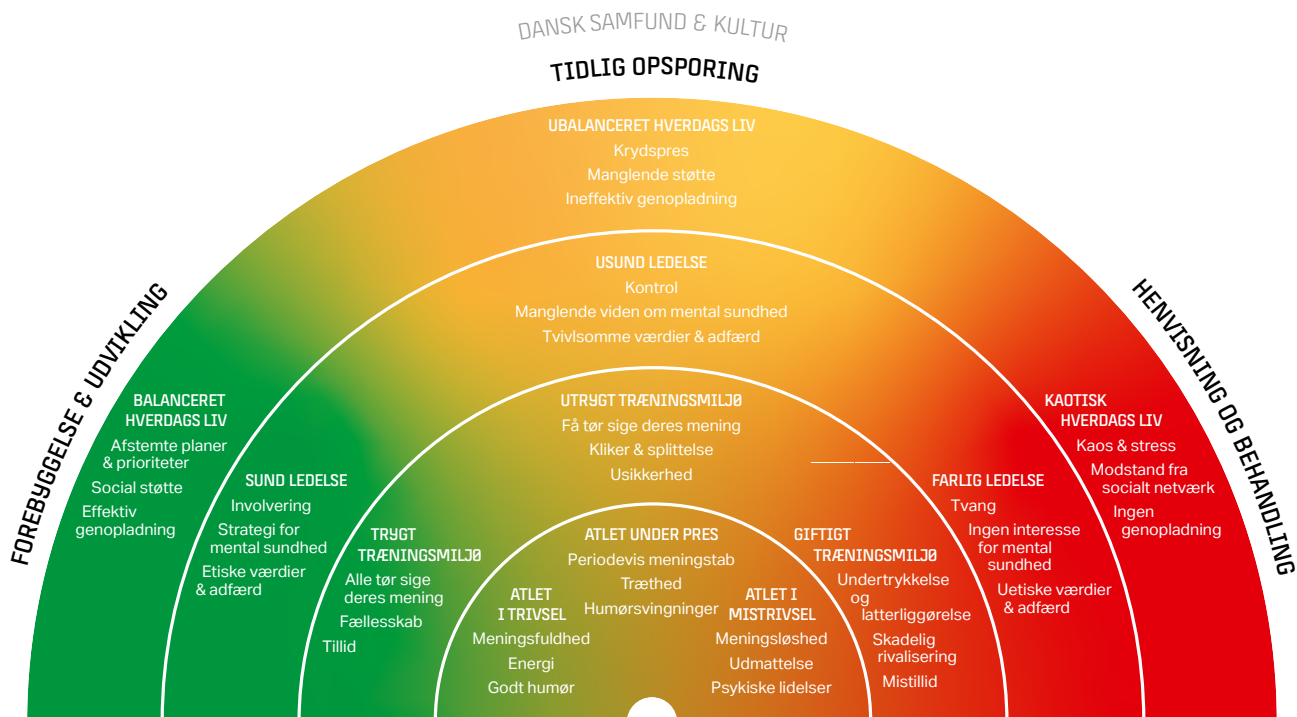 DANSK SAMFUND & KULTUR
TIDLIG OPSPORING
FOREBYGGELSE & UDVIKLING
HENVISNING OG BEHANDLING
UBALANCERET HVERDAGS LIV
Krydspres
Manglende støtte
Ineffektiv genopladning
USUND LEDELSE
Kontrol
Manglende viden om mental sundhed
Tvivlsomme værdier & adfærd
UTRYGT TRÆNINGSMILJØ
Få tør sige deres mening
Kliker & splittelse
Usikkerhed
ATLET UNDER PRES
Periodevis meningstab
Træthed
Humørsvingninger
BALANCERET
HVERDAGS LIV
Afstemte planer
& prioriteter
Social støtte
Effektiv
genopladning
SUND LEDELSE
Involvering
Strategi for
mental sundhed
Etiske værdier
& adfærd
TRYGT
TRÆNINGSMILJØ
Alle tør sige
deres mening
Fællesskab
Tillid
ATLET
I TRIVSEL
Meningsfuldhed
Energi
Godt humør
ATLET I
MISTRIVSEL
Meningsløshed
Udmattelse
Psykiske lidelser
GIFTIGT
TRÆNINGSMILJØ
Undertrykkelse
og
latterliggørelse
Skadelig
rivalisering
Mistillid
FARLIG LEDELSE
Tvang
Ingen interesse
for mental
sundhed
Uetiske værdier
& adfærd
KAOTISK
HVERDAGS LIV
Kaos & stress
Modstand fra
socialt netværk
Ingen
genopladning